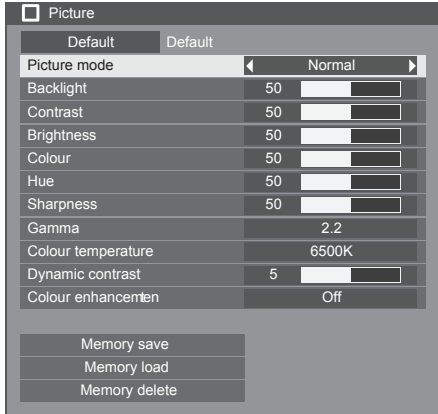 Picture
Default Default
Picture mode Normal
Backlight 50
Contrast 50
Brightness 50
Colour 50
Hue 50
Sharpness 50
Gamma 2.2
Colour temperature 6500K
Dynamic contrast 5
Colour enhancemten Off
Memory save
Memory load
Memory delete